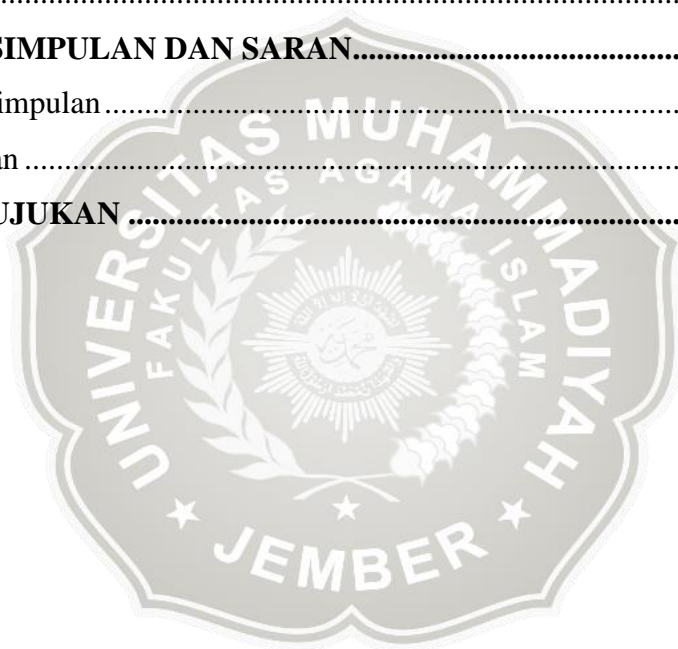 SIMPULAN DAN SARAN
impulan
an
UJUKAN
UNIVERSITAS MUHAMMADIYAH
FAKULTAS AGAMA ISLAM
JEMBER